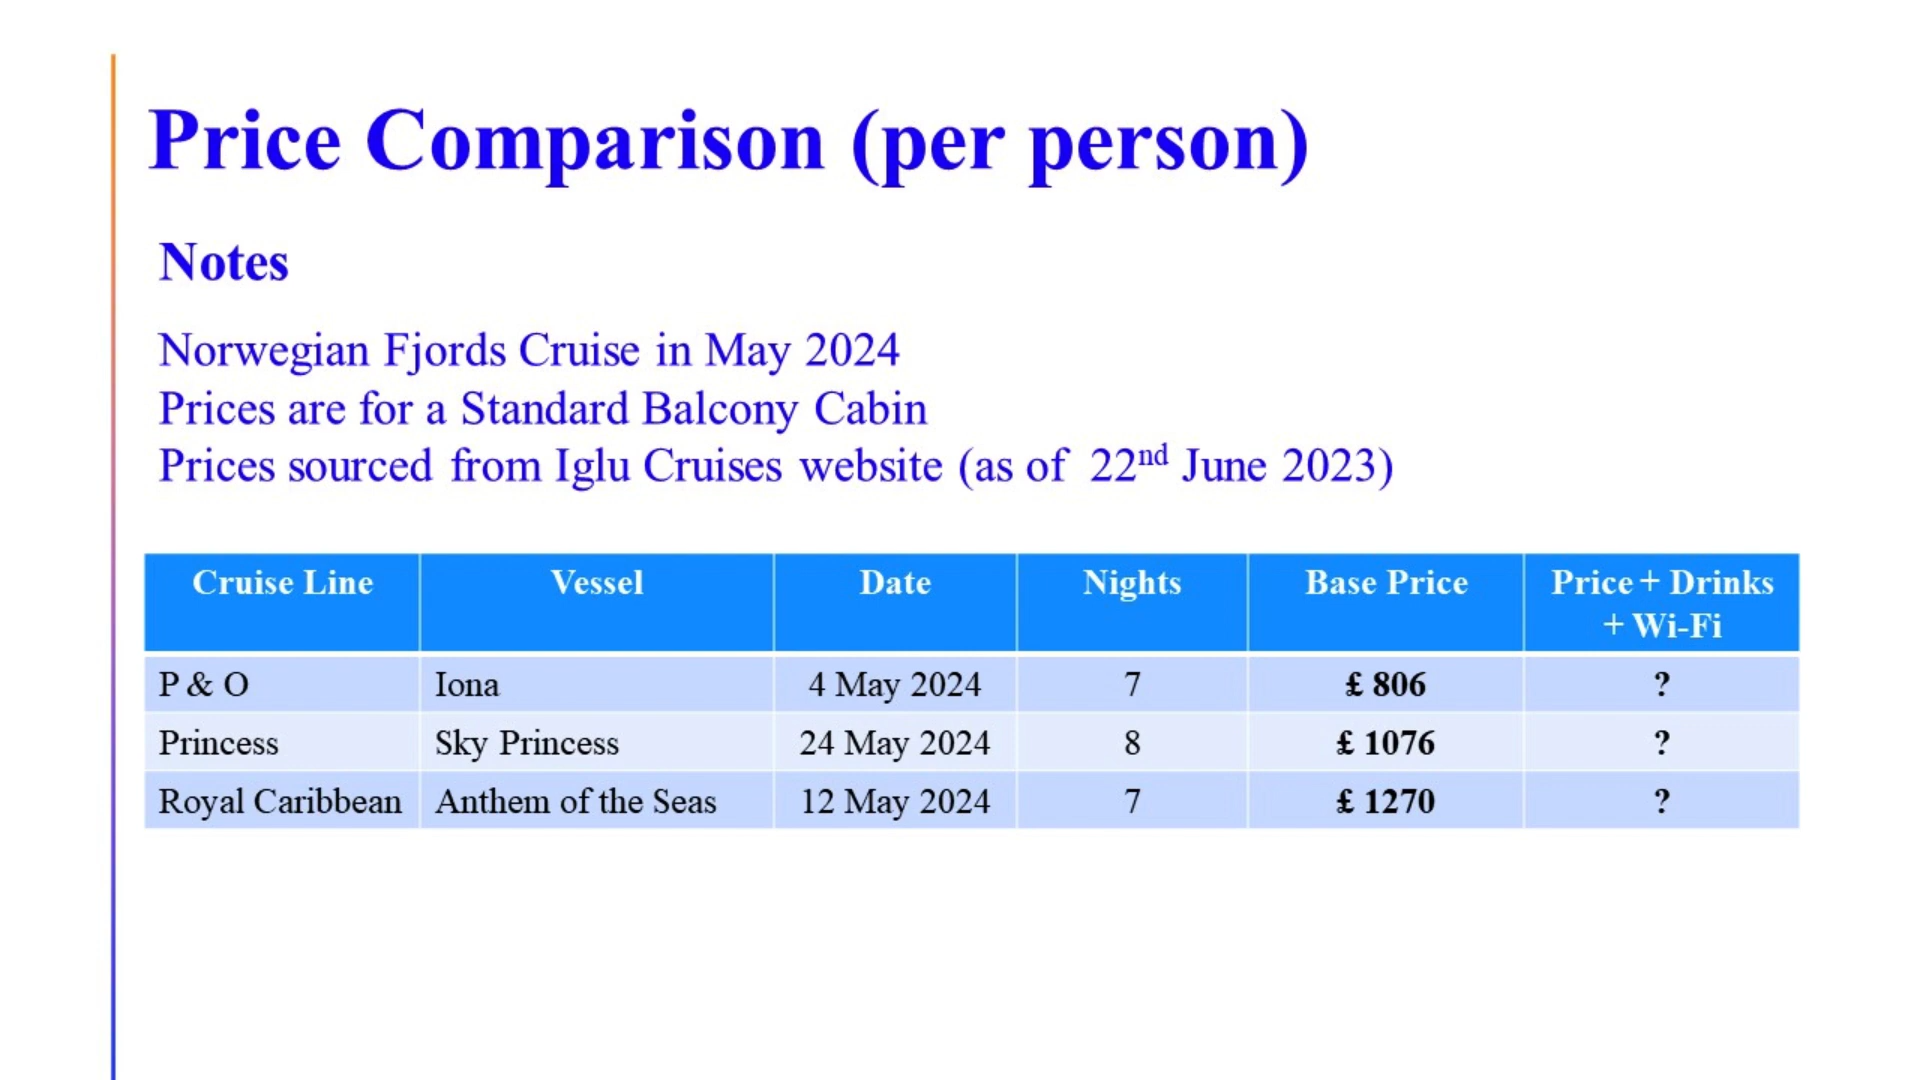 Price Comparison (per person)
Notes
Norwegian Fjords Cruise in May 2024
Prices are for a Standard Balcony Cabin
Prices sourced from Iglu Cruises website (as of 22nd June 2023)
Cruise Line Vessel Date Nights Base Price Price + Drinks + Wi-Fi
P & O Iona 4 May 2024 7 £ 806 ?
Princess Sky Princess 24 May 2024 8 £ 1076 ?
Royal Caribbean Anthem of the Seas 12 May 2024 7 £ 1270 ?